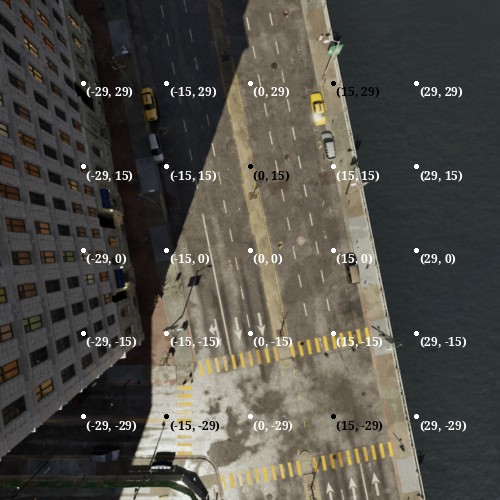 (-29, 29) (-15, 29) (0, 29) (15, 29) (29, 29)
(-29, 15) (-15, 15) (0, 15) (15, 15) (29, 15)
(-29, 0) (-15, 0) (0, 0) (15, 0) (29, 0)
(-29, -15) (-15, -15) (0, -15) (15, -15) (29, -15)
(-29, -29) (-15, -29) (0, -29) (15, -29) (29, -29)